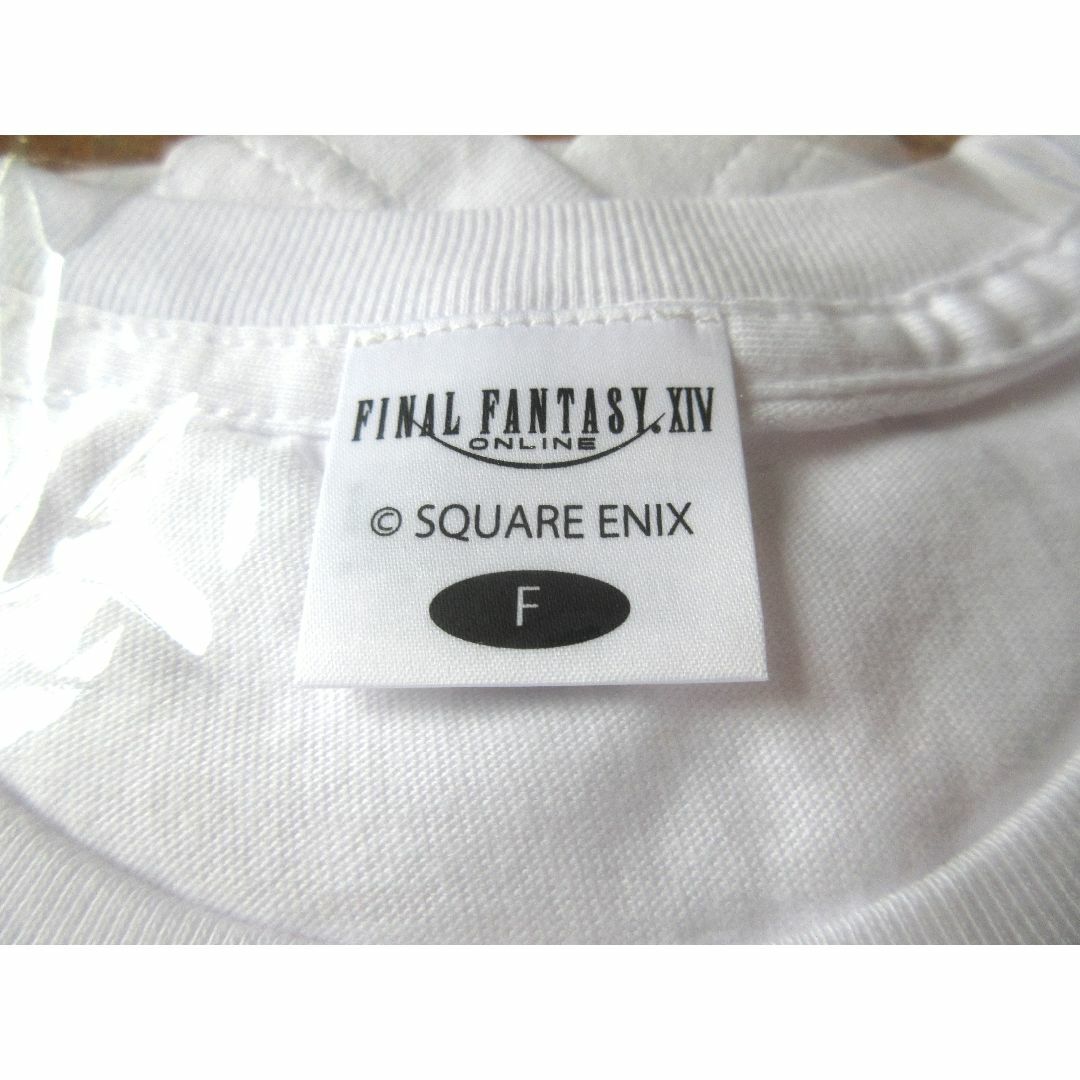 FINAL FANTASY. XIV
ONLINE
© SQUARE ENIX
F